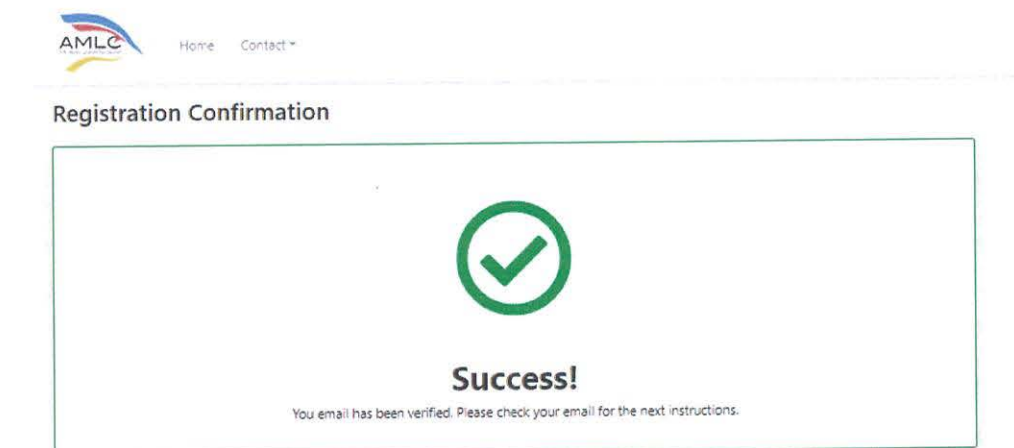 AMLC
Home Contact
Registration Confirmation
Success!
You email has been verified. Please check your email for the next instructions.